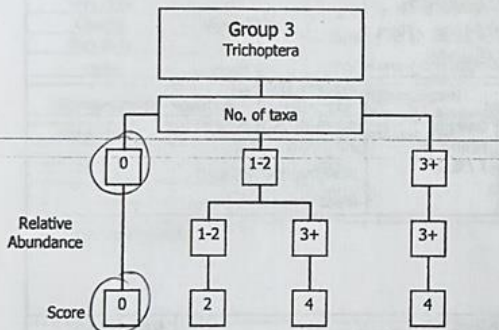 Group 3
Trichoptera
No. of taxa
0 1-2 3+
Relative
Abundance
1-2 3+ 3+
Score 0 2 4 4